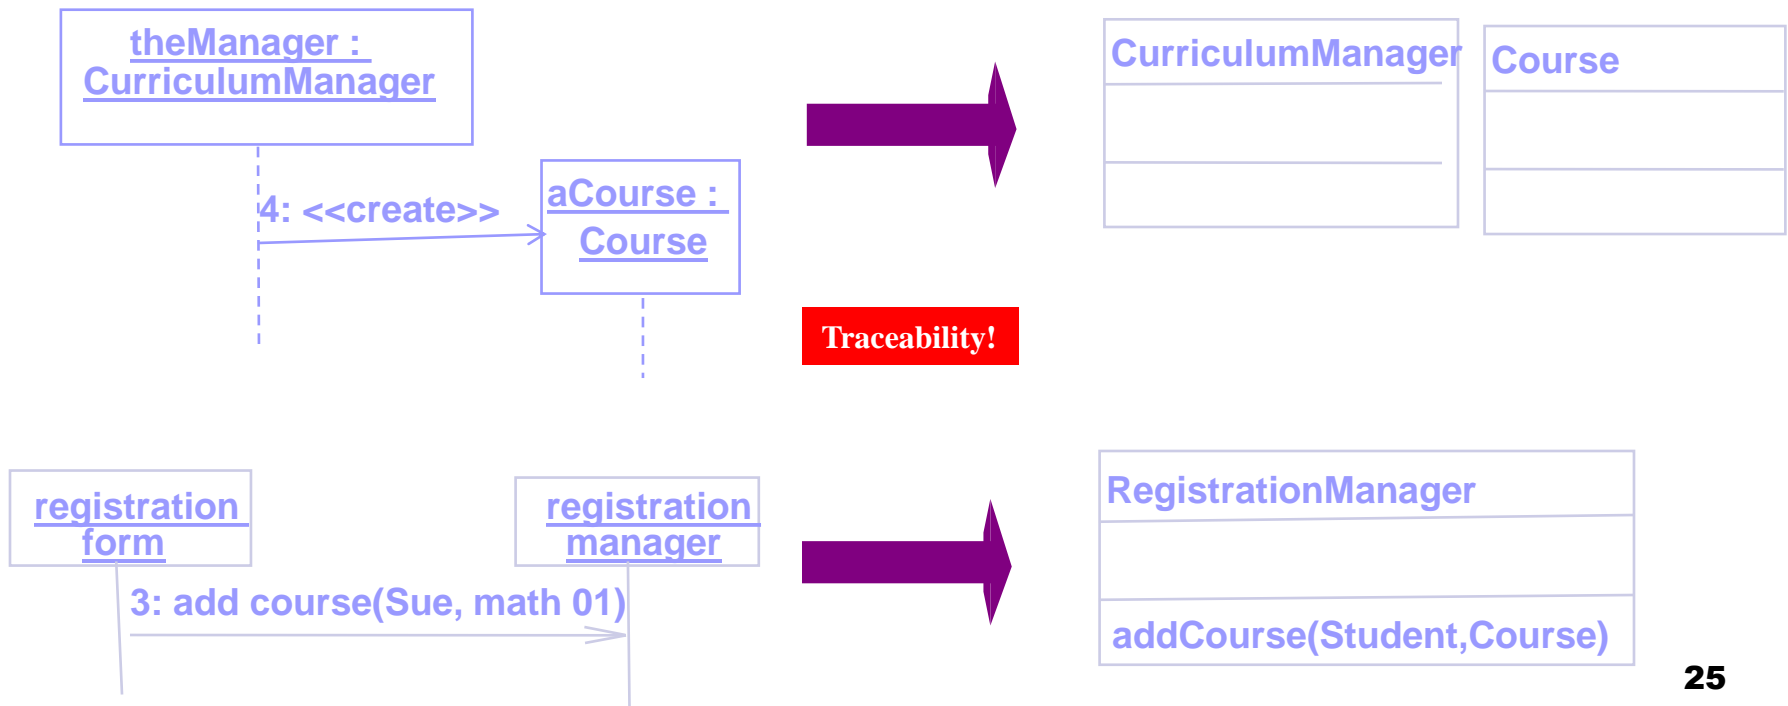 theManager :
CurriculumManager
4: <<create>>
aCourse :
Course
CurriculumManager
Course
Traceability!
registration
form
registration
manager
3: add course(Sue, math 01)
RegistrationManager
addCourse(Student,Course)
25